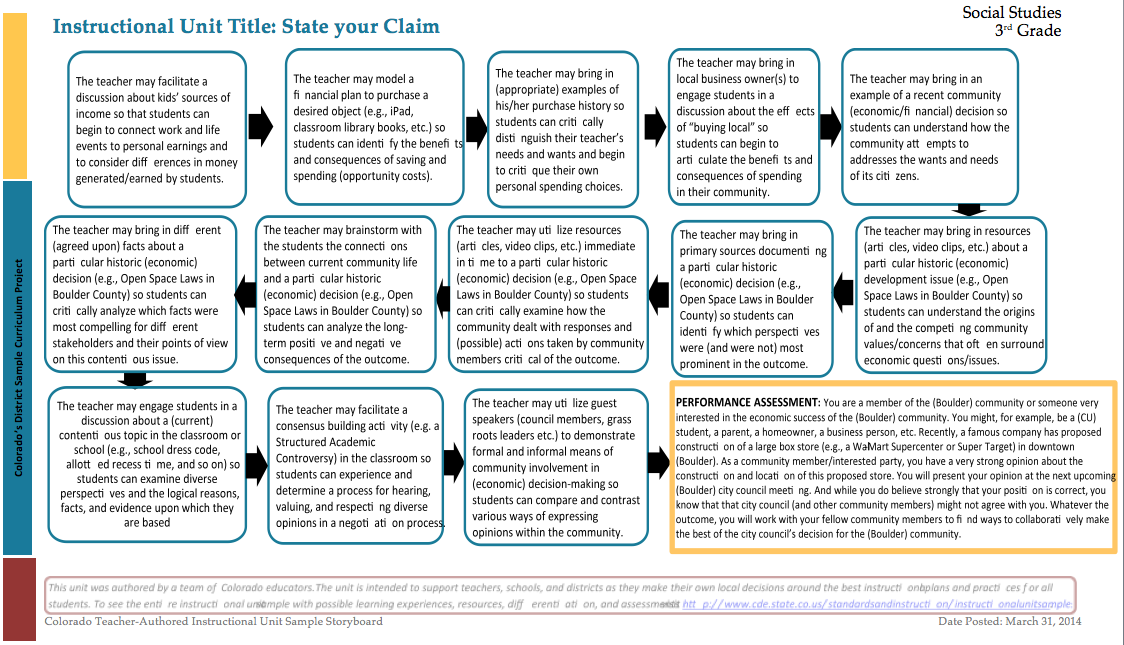 Instructional Unit Title: State your Claim
Social Studies
3rd Grade
The teacher may facilitate a
discussion about kids' sources of
income so that students can
begin to connect work and life
events to personal earnings and
to consider diff erences in money
generated/earned by students.
The teacher may model a
fi nancial plan to purchase a
desired object (e.g., iPad,
classroom library books, etc.) so
students can identi fy the benefi ts
and consequences of saving and
spending (opportunity costs).
The teacher may bring in
(appropriate) examples of
his/her purchase history so
students can criti cally
disti nguish their teacher's
needs and wants and begin
to criti que their own
personal spending choices.
The teacher may bring in
local business owner(s) to
engage students in a
discussion about the eff ects
of "buying local" so
students can begin to
arti culate the benefi ts and
consequences of spending
in their community.
The teacher may bring in an
example of a recent community
(economic/fi nancial) decision so
students can understand how the
community att empts to
addresses the wants and needs
of its citi zens.
The teacher may bring in resources
(arti cles, video clips, etc.) about a
parti cular historic (economic)
development issue (e.g., Open
Space Laws in Boulder County) so
students can understand the origins
of and the competi ng community
values/concerns that oft en surround
economic questi ons/issues.
The teacher may bring in
primary sources documenti ng
a parti cular historic
(economic) decision (e.g.,
Open Space Laws in Boulder
County) so students can
identi fy which perspecti ves
were (and were not) most
prominent in the outcome.
The teacher may uti lize resources
(arti cles, video clips, etc.) immediate
in ti me to a parti cular historic
(economic) decision (e.g., Open Space
Laws in Boulder County) so students
can criti cally examine how the
community dealt with responses and
(possible) acti ons taken by community
members criti cal of the outcome.
The teacher may brainstorm with
the students the connecti ons
between current community life
and a parti cular historic
(economic) decision (e.g., Open
Space Laws in Boulder County) so
students can analyze the long-
term positi ve and negati ve
consequences of the outcome.
The teacher may bring in diff erent
(agreed upon) facts about a
parti cular historic (economic)
decision (e.g., Open Space Laws in
Boulder County) so students can
criti cally analyze which facts were
most compelling for diff erent
stakeholders and their points of view
on this contenti ous issue.
The teacher may engage students in a
discussion about a (current)
contenti ous topic in the classroom or
school (e.g., school dress code,
allott ed recess ti me, and so on) so
students can examine diverse
perspecti ves and the logical reasons,
facts, and evidence upon which they
are based
The teacher may facilitate a
consensus building acti vity (e.g. a
Structured Academic
Controversy) in the classroom so
students can experience and
determine a process for hearing,
valuing, and respecti ng diverse
opinions in a negoti ati on process.
The teacher may uti lize guest
speakers (council members, grass
roots leaders etc.) to demonstrate
formal and informal means of
community involvement in
(economic) decision-making so
students can compare and contrast
various ways of expressing
opinions within the community.
PERFORMANCE ASSESSMENT: You are a member of the (Boulder) community or someone very
interested in the economic success of the (Boulder) community. You might, for example, be a (CU)
student, a parent, a homeowner, a business person, etc. Recently, a famous company has proposed
constructi on of a large box store (e.g., a WaMart Supercenter or Super Target) in downtown
(Boulder). As a community member/interested party, you have a very strong opinion about the
constructi on and locati on of this proposed store. You will present your opinion at the next upcoming
(Boulder) city council meeti ng. And while you do believe strongly that your positi on is correct, you
know that that city council (and other community members) might not agree with you. Whatever the
outcome, you will work with your fellow community members to fi nd ways to collaborati vely make
the best of the city council's decision for the (Boulder) community.
Colorado's District Sample Curriculum Project
This unit was authored by a team of Colorado educators. The unit is intended to support teachers, schools, and districts as they make their own local decisions around the best instructi onal plans and practi ces f or all
students. To see the enti re instructi onal unit sample with possible learning experiences, resources, diff erenti ati on, and assessments htt p://www.cde.state.co.us/standardsandinstructi on/instructi onalunitsample
Colorado Teacher-Authored Instructional Unit Sample Storyboard
Date Posted: March 31, 2014